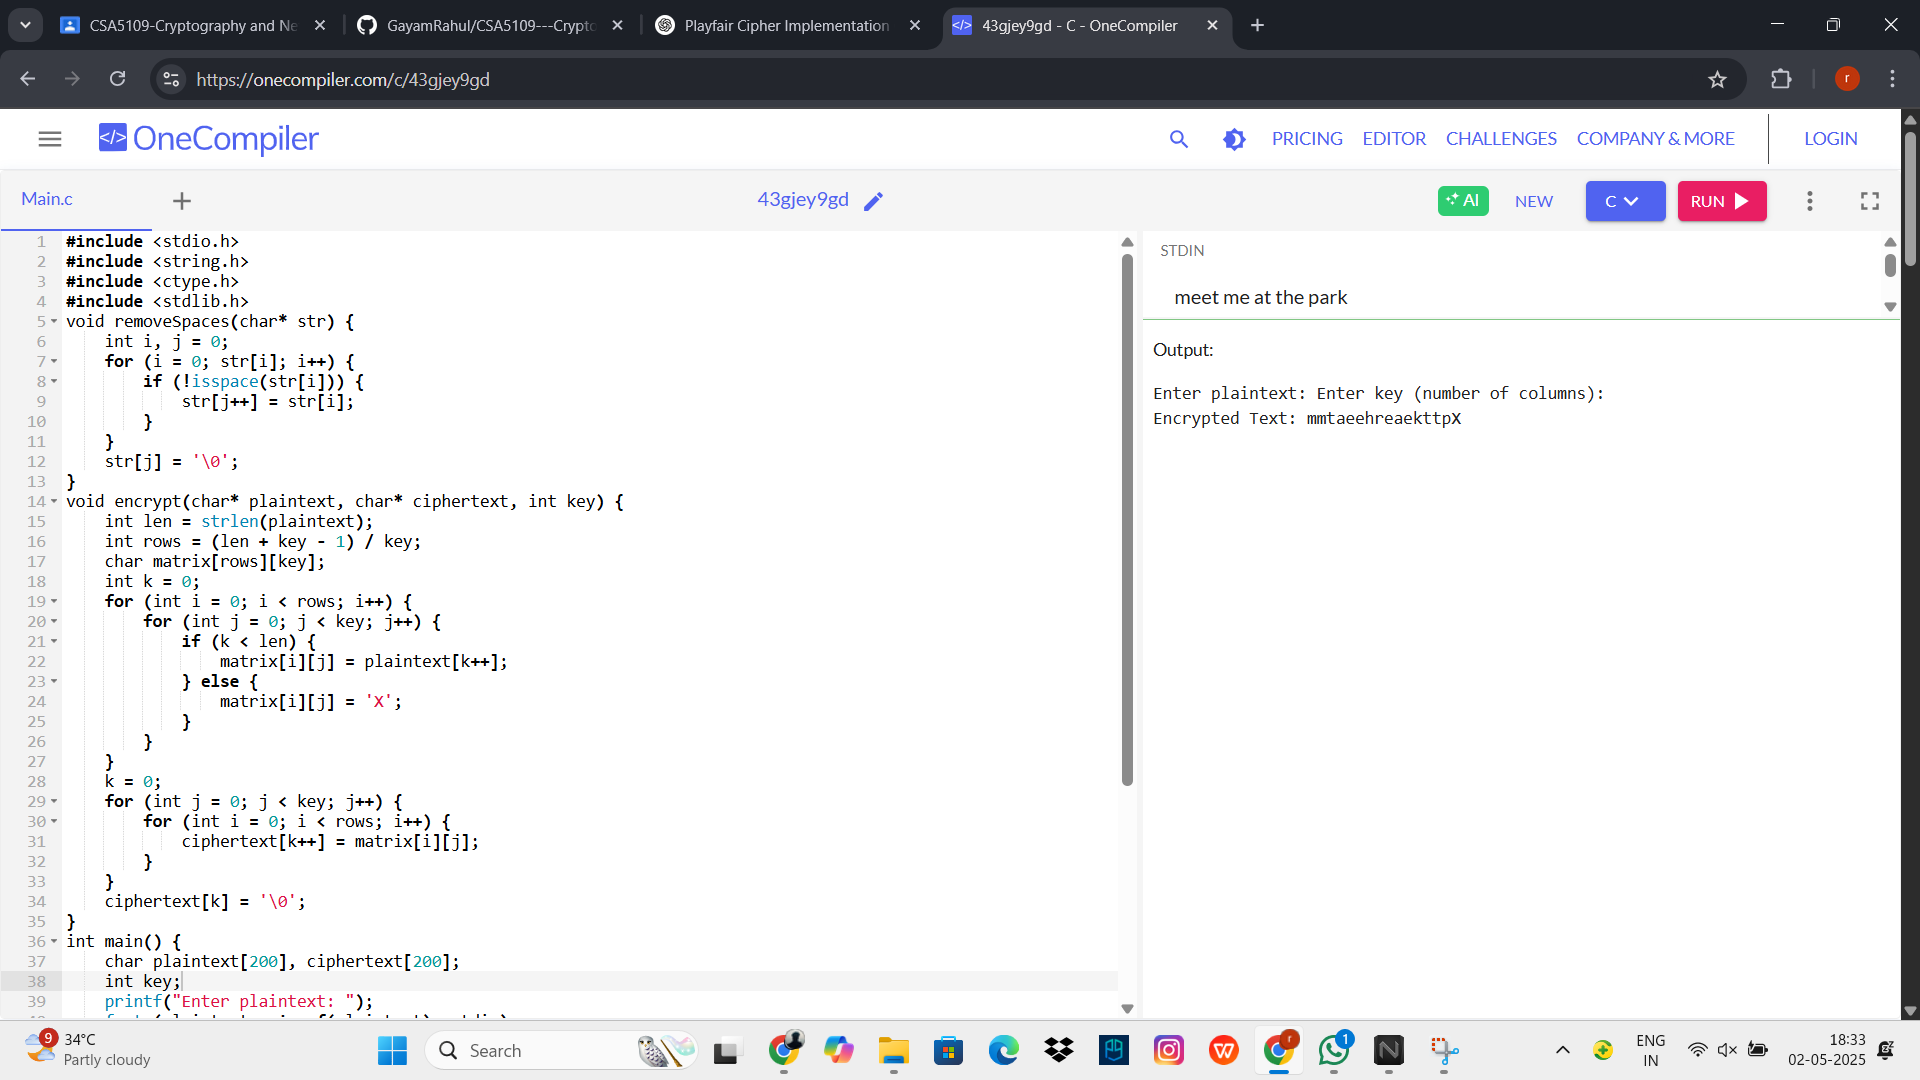 CSA5109-Cryptography and Ne
GayamRahul/CSA5109---Crypto
Playfair Cipher Implementation
43gjey9gd - C - OneCompiler
https://onecompiler.com/c/43gjey9gd
r
</> OneCompiler
PRICING
EDITOR
CHALLENGES
COMPANY & MORE
LOGIN
Main.c
43gjey9gd
AI
NEW
C
RUN
1 #include <stdio.h>
2 #include <string.h>
3 #include <ctype.h>
4 #include <stdlib.h>
5 void removeSpaces(char* str) {
6 int i, j = 0;
7 for (i = 0; str[i]; i++) {
8 if (!isspace(str[i])) {
9 str[j++] = str[i];
10 }
11 }
12 str[j] = '\0';
13 }
14 void encrypt(char* plaintext, char* ciphertext, int key) {
15 int len = strlen(plaintext);
16 int rows = (len + key - 1) / key;
17 char matrix[rows][key];
18 int k = 0;
19 for (int i = 0; i < rows; i++) {
20 for (int j = 0; j < key; j++) {
21 if (k < len) {
22 matrix[i][j] = plaintext[k++];
23 } else {
24 matrix[i][j] = 'X';
25 }
26 }
27 }
28 k = 0;
29 for (int j = 0; j < key; j++) {
30 for (int i = 0; i < rows; i++) {
31 ciphertext[k++] = matrix[i][j];
32 }
33 }
34 ciphertext[k] = '\0';
35 }
36 int main() {
37 char plaintext[200], ciphertext[200];
38 int key;
39 printf("Enter plaintext: ");
STDIN
meet me at the park
Output:
Enter plaintext: Enter key (number of columns):
Encrypted Text: mmtaeehreaekttpX
9
34°C
Partly cloudy
Search
r
1
ENG
IN
18:33
02-05-2025